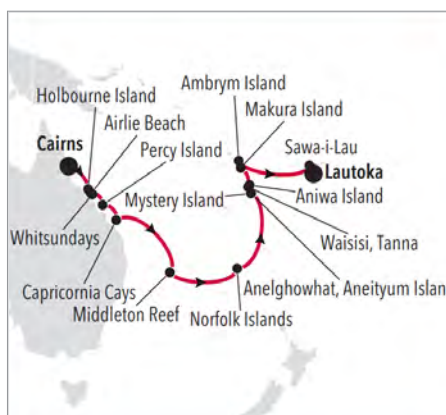 Ambrym Island
Holbourne Island
Makura Island
Airlie Beach
Cairns
Percy Island
Sawa-i-Lau
Lautoka
Mystery Island
Aniwa Island
Whitsundays
Waisisi, Tanna
Capricornia Cays
Anelghowhat, Aneityum Islan
Middleton Reef
Norfolk Islands